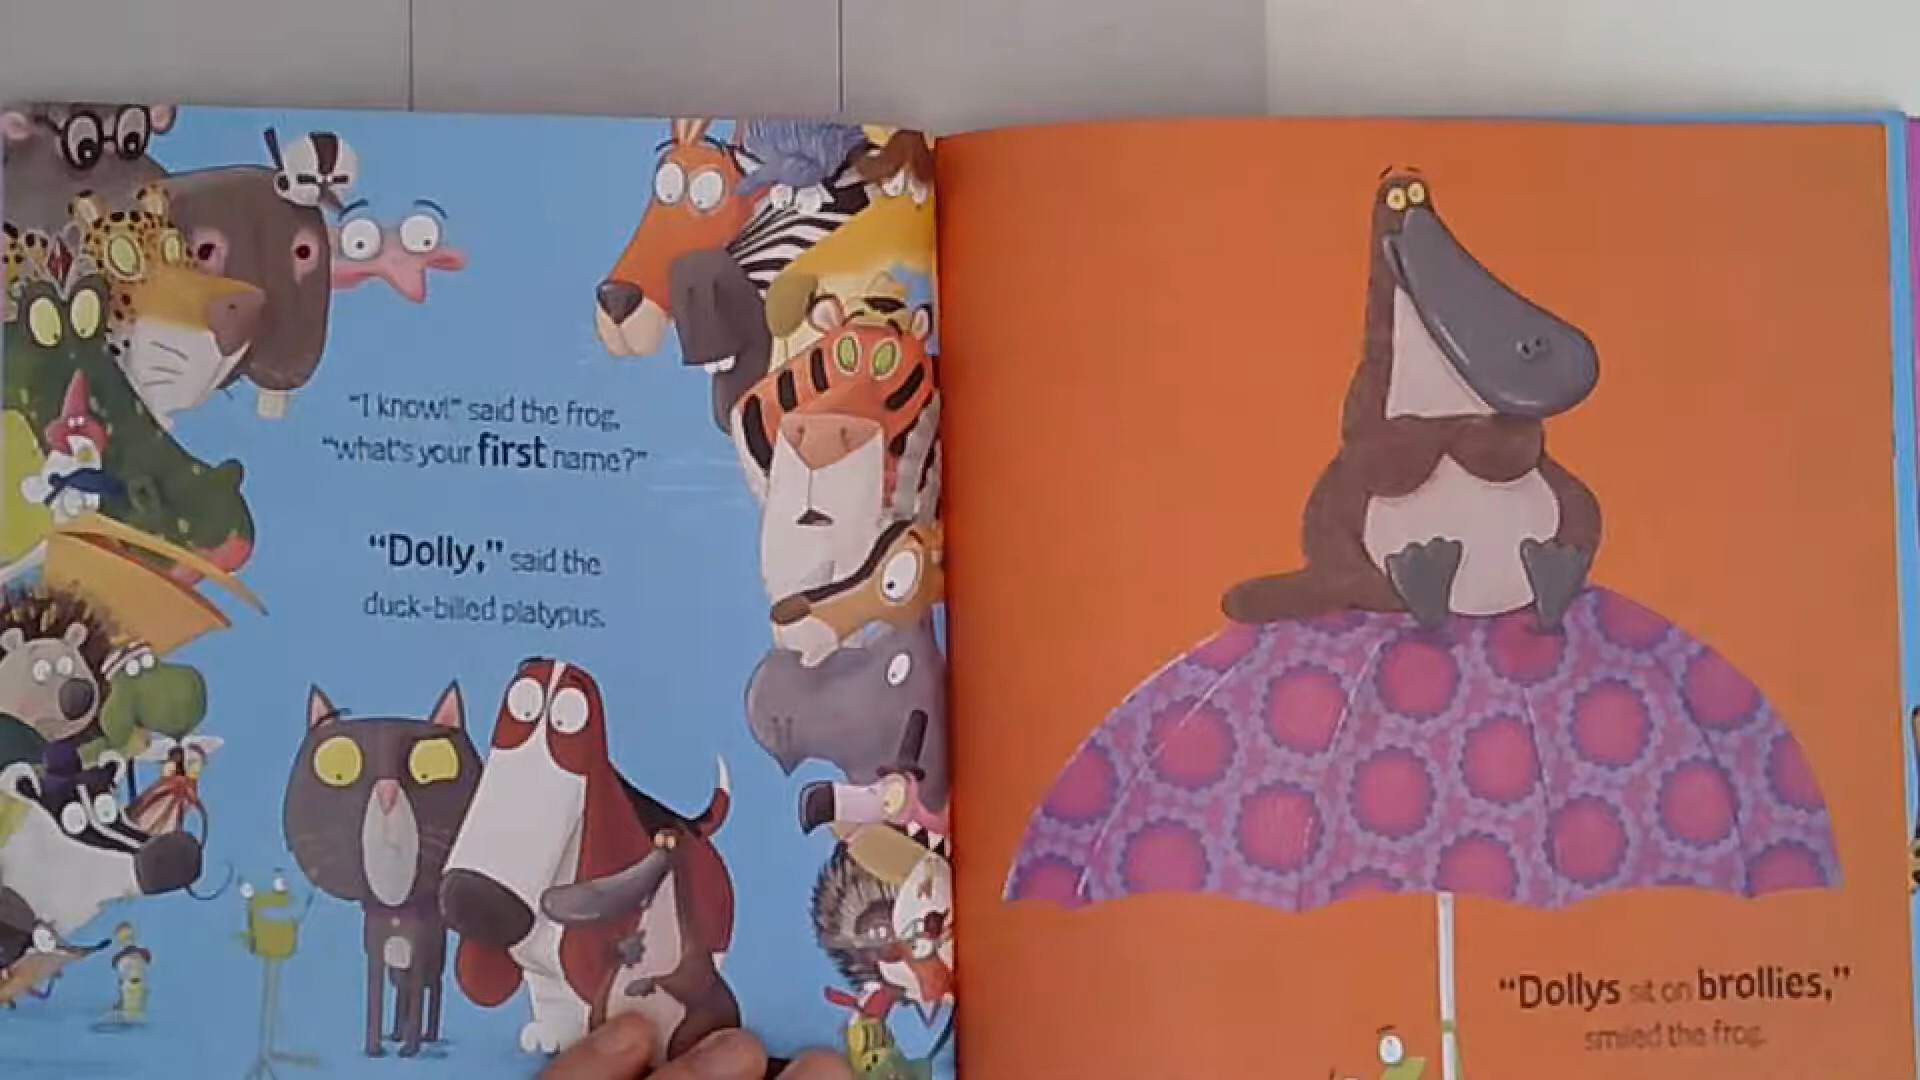 "I know!" said the frog,
"what's your first name?"
"Dolly," said the
duck-billed platypus.
"Dollys sit on brollies,"
smiled the frog.